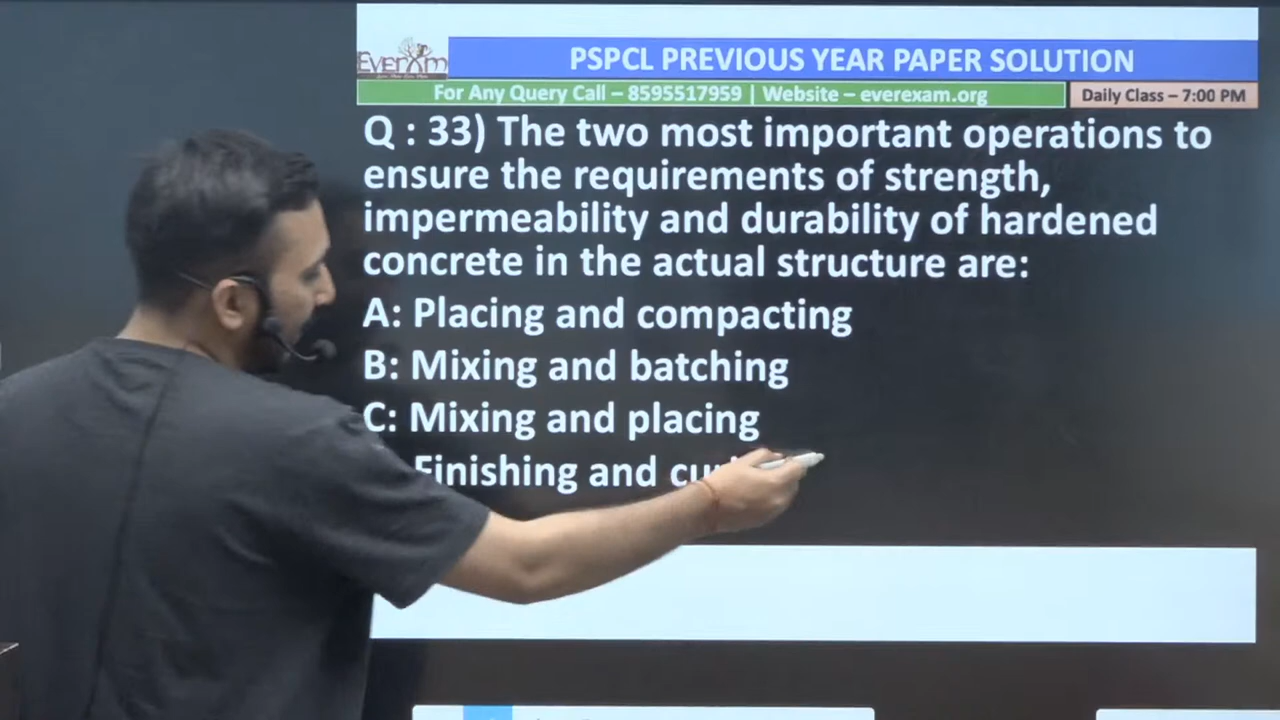 EverExam
PSPCL PREVIOUS YEAR PAPER SOLUTION
For Any Query Call – 8595517959 | Website – everexam.org
Daily Class – 7:00 PM
Q : 33) The two most important operations to
ensure the requirements of strength,
impermeability and durability of hardened
concrete in the actual structure are:
A: Placing and compacting
B: Mixing and batching
C: Mixing and placing
Finishing and